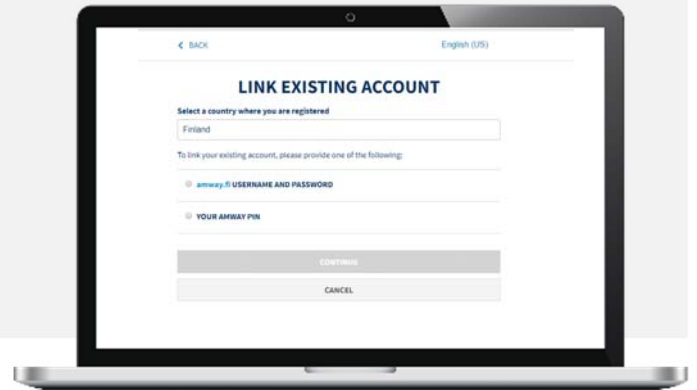 BACK
English (US)
LINK EXISTING ACCOUNT
Select a country where you are registered
Finland
To link your existing account, please provide one of the following:
amway.fi USERNAME AND PASSWORD
YOUR AMWAY PIN
CONTINUE
CANCEL